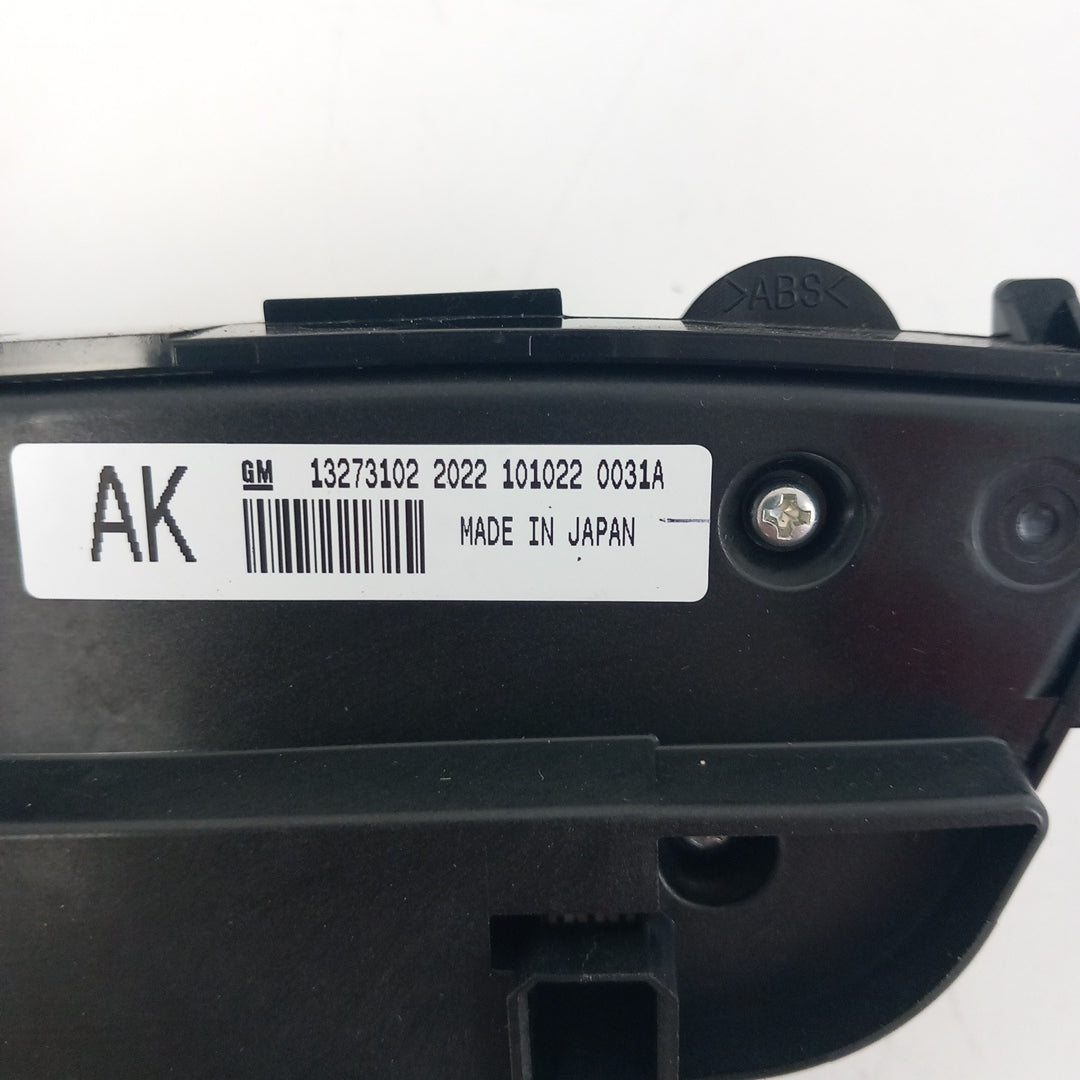 >ABS<
AK
GM 13273102 2022 101022 0031A
MADE IN JAPAN